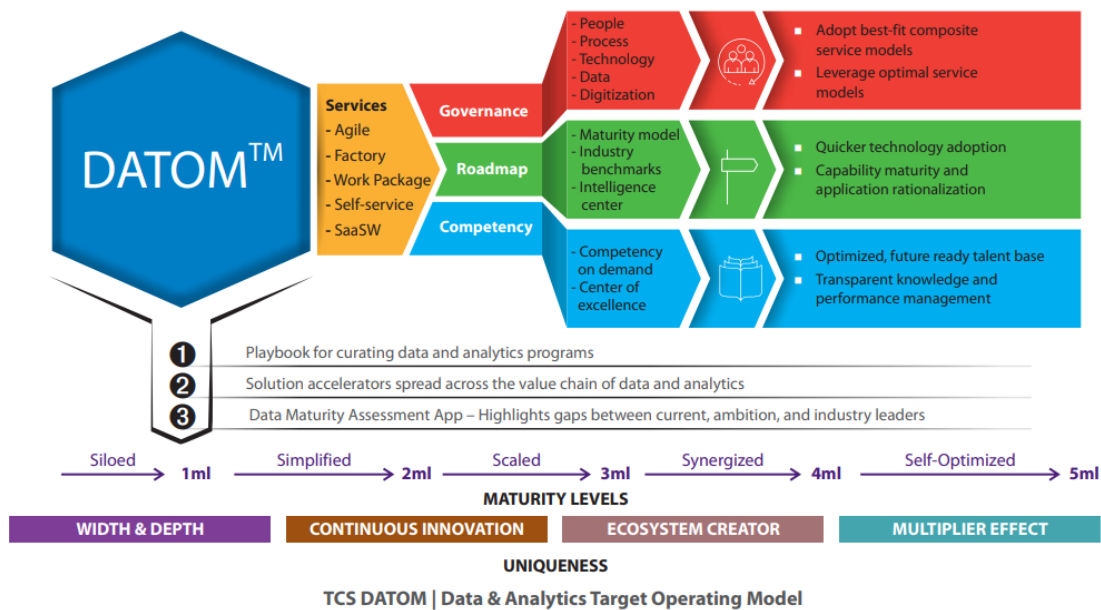 DATOM™
Services
- Agile
- Factory
- Work Package
- Self-service
- SaaSW
Governance
Roadmap
Competency
- People
- Process
- Technology
- Data
- Digitization
■ Adopt best-fit composite
service models
■ Leverage optimal service
models
- Maturity model
- Industry
benchmarks
- Intelligence
center
■ Quicker technology adoption
■ Capability maturity and
application rationalization
- Competency
on demand
- Center of
excellence
■ Optimized, future ready talent base
■ Transparent knowledge and
performance management
1 Playbook for curating data and analytics programs
2 Solution accelerators spread across the value chain of data and analytics
3 Data Maturity Assessment App – Highlights gaps between current, ambition, and industry leaders
Siloed 1ml Simplified 2ml Scaled 3ml Synergized 4ml Self-Optimized 5ml
MATURITY LEVELS
WIDTH & DEPTH CONTINUOUS INNOVATION ECOSYSTEM CREATOR MULTIPLIER EFFECT
UNIQUENESS
TCS DATOM | Data & Analytics Target Operating Model